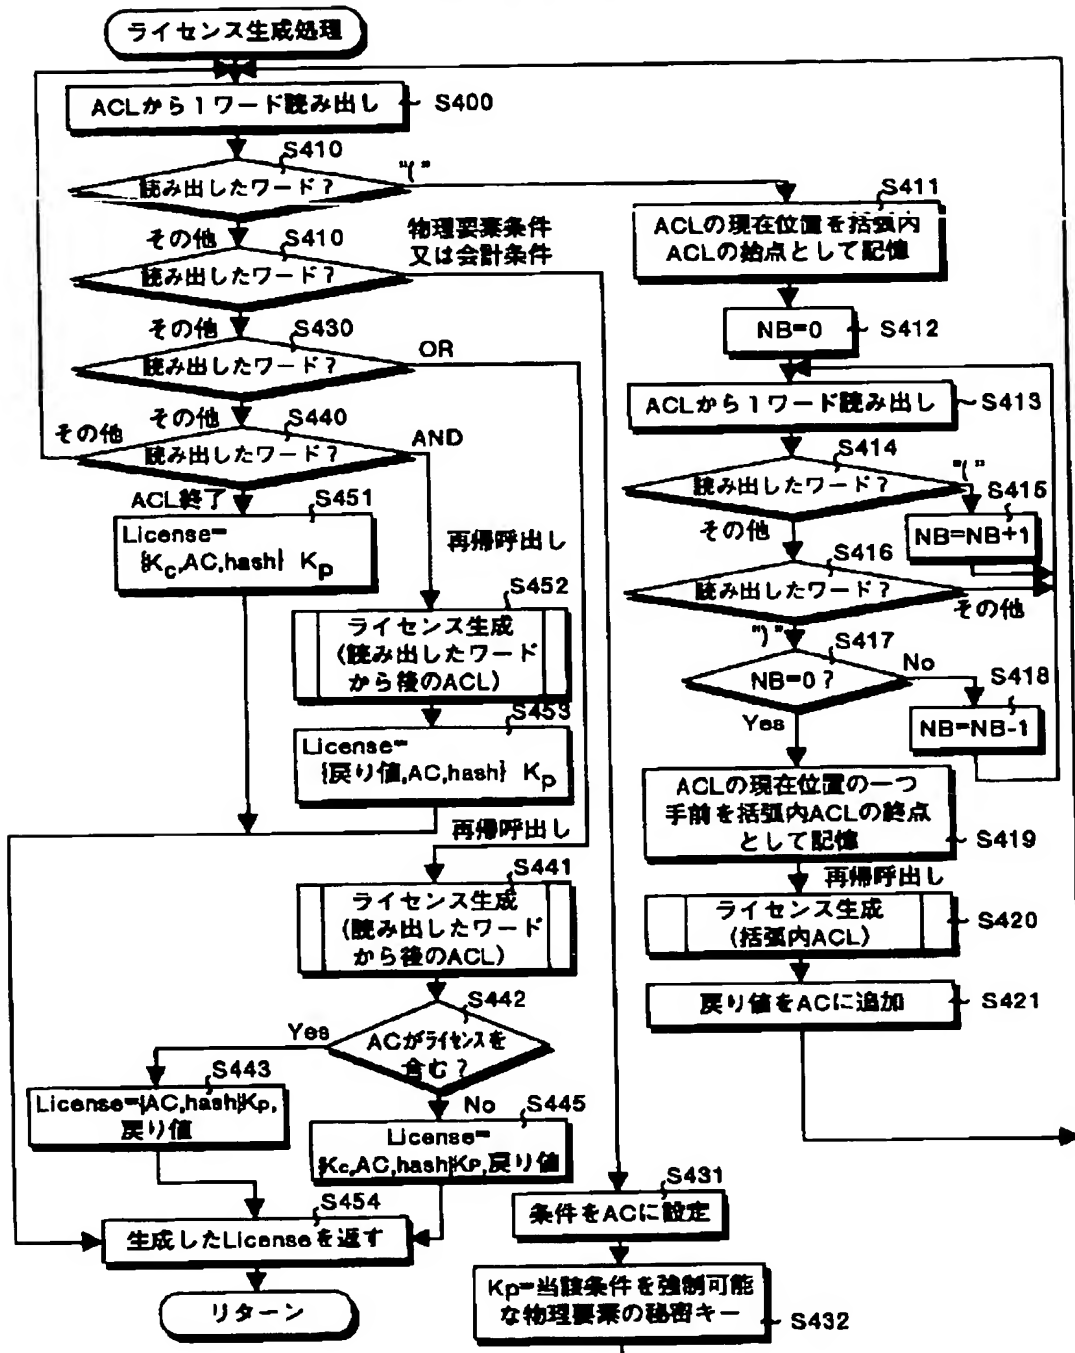 ライセンス生成処理
ACLから1ワード読み出し
S400
S410
読み出したワード？
"("
その他
S410
読み出したワード？
物理要素条件
又は会計条件
その他
S430
読み出したワード？
OR
その他
その他
S440
読み出したワード？
AND
ACL終了
S451
License=
{Kc,AC,hash} Kp
再帰呼出し
S452
ライセンス生成
(読み出したワード
から後のACL)
S453
License=
{戻り値,AC,hash} Kp
再帰呼出し
S441
ライセンス生成
(読み出したワード
から後のACL)
S442
ACがライセンスを
含む？
Yes
S443
License={AC,hash}Kp,
戻り値
No
S445
License=
{Kc,AC,hash}Kp,戻り値
S454
生成したLicenseを返す
リターン
S411
ACLの現在位置を括弧内
ACLの始点として記憶
NB=0
S412
ACLから1ワード読み出し
S413
S414
読み出したワード？
"("
S415
NB=NB+1
その他
S416
読み出したワード？
その他
")"
S417
NB=0？
No
S418
NB=NB-1
Yes
ACLの現在位置の一つ
手前を括弧内ACLの終点
として記憶
S419
再帰呼出し
ライセンス生成
(括弧内ACL)
S420
戻り値をACに追加
S421
S431
条件をACに設定
Kp=当該条件を強制可能
な物理要素の秘密キー
S432